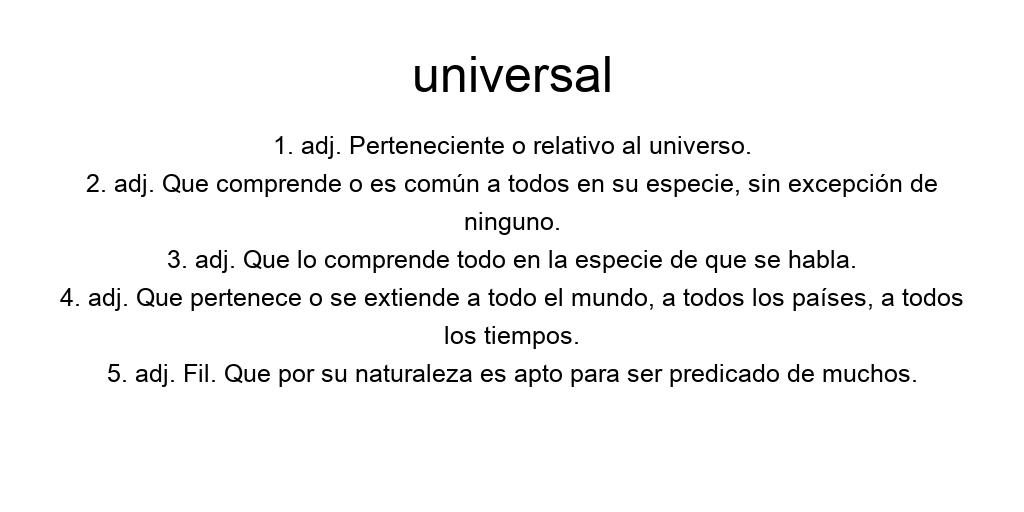 universal
1. adj. Perteneciente o relativo al universo.
2. adj. Que comprende o es común a todos en su especie, sin excepción de
ninguno.
3. adj. Que lo comprende todo en la especie de que se habla.
4. adj. Que pertenece o se extiende a todo el mundo, a todos los países, a todos
los tiempos.
5. adj. Fil. Que por su naturaleza es apto para ser predicado de muchos.